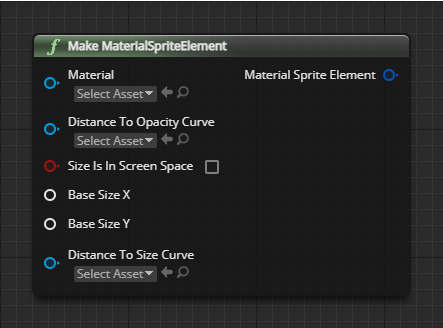 f Make MaterialSpriteElement
Material Material Sprite Element
Select Asset
Distance To Opacity Curve
Select Asset
Size Is In Screen Space
Base Size X
Base Size Y
Distance To Size Curve
Select Asset